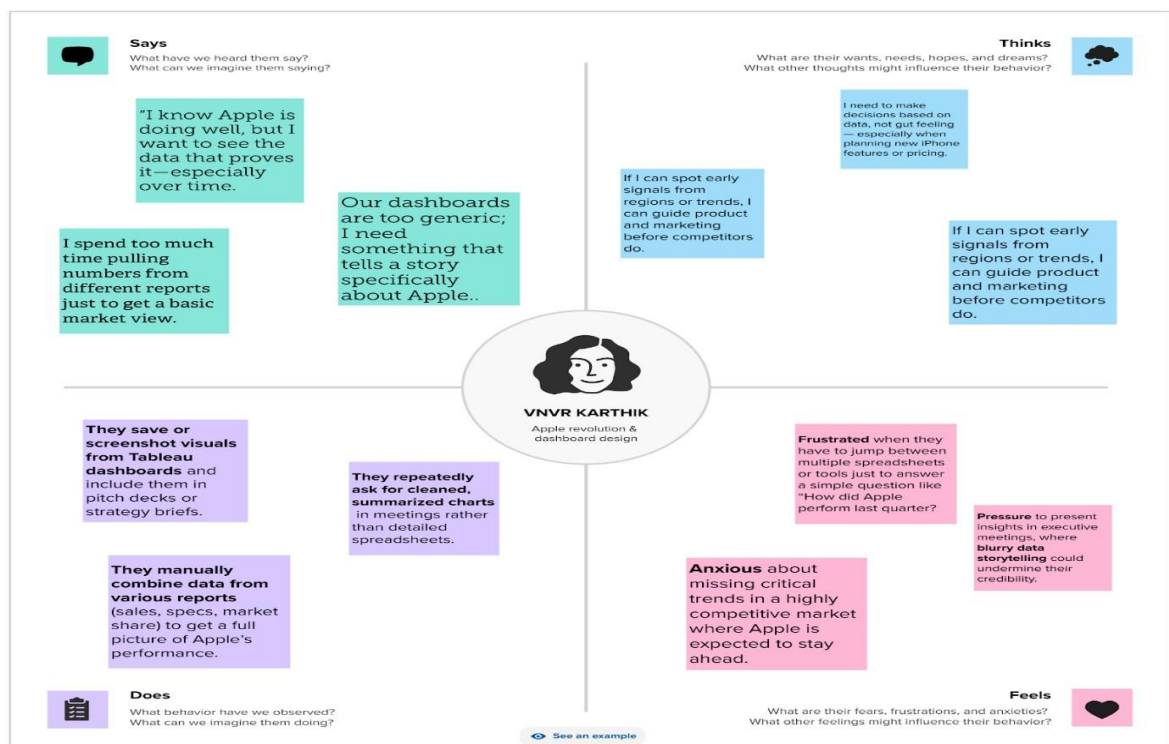 Says
What have we heard them say?
What can we imagine them saying?
"I know Apple is
doing well, but I
want to see the
data that proves
it—especially
over time.
Our dashboards
are too generic;
I need
something that
tells a story
specifically
about Apple..
I spend too much
time pulling
numbers from
different reports
just to get a basic
market view.
Thinks
What are their wants, needs, hopes, and dreams?
What other thoughts might influence their behavior?
I need to make
decisions based on
data, not gut feeling
— especially when
planning new iPhone
features or pricing.
If I can spot early
signals from
regions or trends, I
can guide product
and marketing
before competitors
do.
If I can spot early
signals from
regions or trends, I
can guide product
and marketing
before competitors
do.
VNVR KARTHIK
Apple revolution &
dashboard design
They save or
screenshot visuals
from Tableau
dashboards and
include them in
pitch decks or
strategy briefs.
They repeatedly
ask for cleaned,
summarized charts
in meetings rather
than detailed
spreadsheets.
They manually
combine data from
various reports
(sales, specs, market
share) to get a full
picture of Apple's
performance.
Does
What behavior have we observed?
What can we imagine them doing?
Frustrated when they
have to jump between
multiple spreadsheets
or tools just to answer
a simple question like
"How did Apple
perform last quarter?
Pressure to present
insights in executive
meetings, where
blurry data
storytelling could
undermine their
credibility.
Anxious about
missing critical
trends in a highly
competitive market
where Apple is
expected to stay
ahead.
Feels
What are their fears, frustrations, and anxieties?
What other feelings might influence their behavior?
See an example